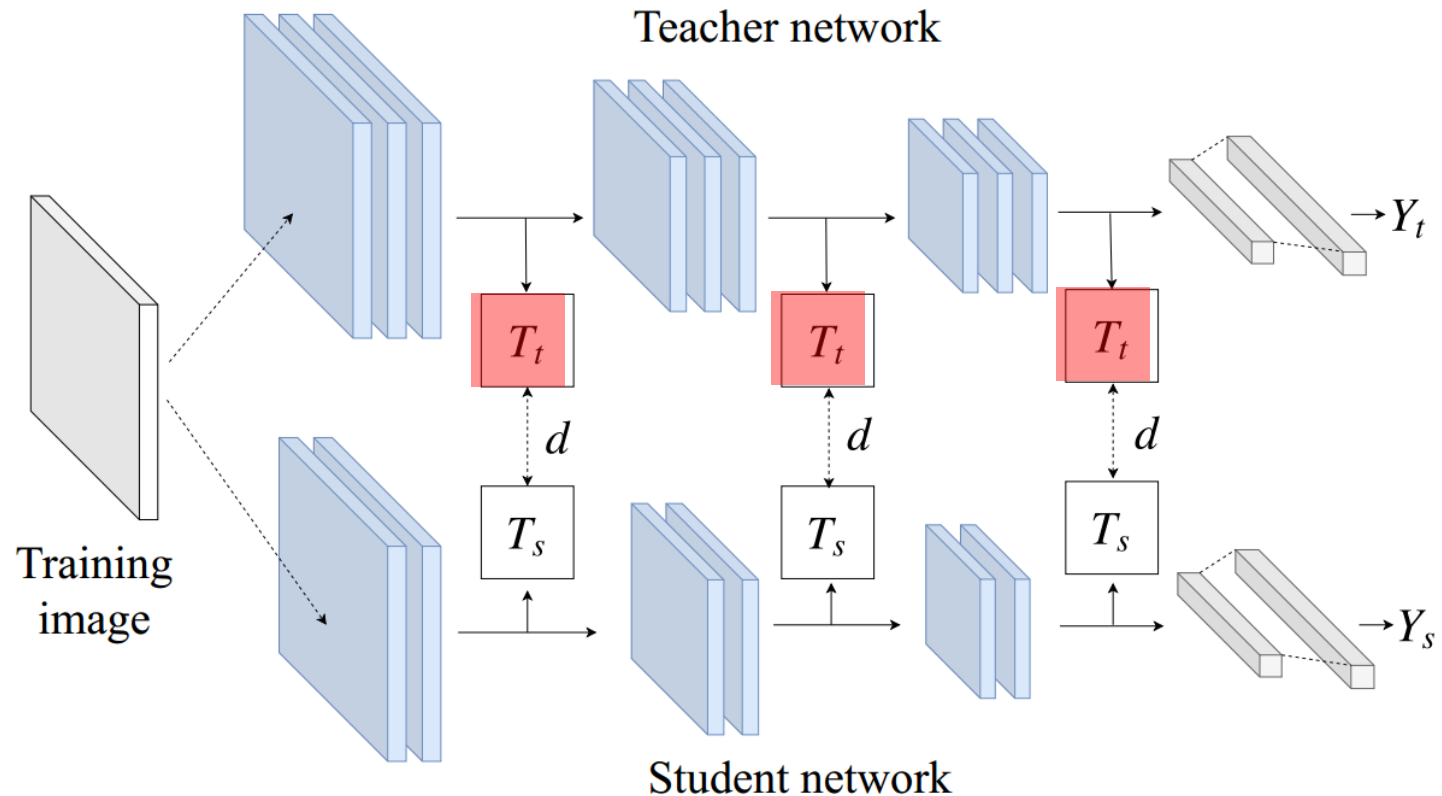 Teacher network
Y_t
T_t T_t T_t
d d d
T_s T_s T_s
Training
image
Y_s
Student network